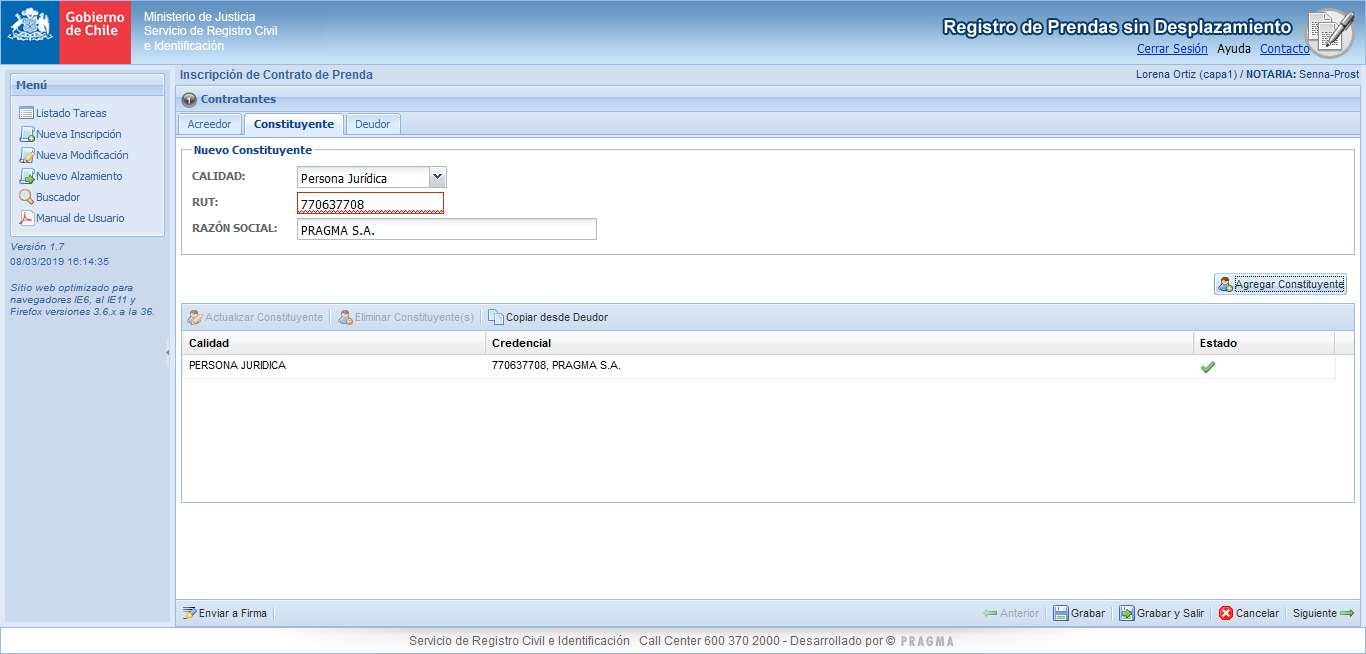 Gobierno
de Chile
Ministerio de Justicia
Servicio de Registro Civil
e Identificación
Registro de Prendas sin Desplazamiento
Cerrar Sesión Ayuda Contacto
Menú
Listado Tareas
Nueva Inscripción
Nueva Modificación
Nuevo Alzamiento
Buscador
Manual de Usuario
Versión 1.7
08/03/2019 16:14:35
Sitio web optimizado para
navegadores IE6, al IE11 y
Firefox versiones 3.6.x a la 36.
Inscripción de Contrato de Prenda
Lorena Ortiz (capa1) / NOTARIA: Senna-Prost
Contratantes
Acreedor Constituyente Deudor
Nuevo Constituyente
CALIDAD: Persona Jurídica
RUT: 770637708
RAZÓN SOCIAL: PRAGMA S.A.
Agregar Constituyente
Actualizar Constituyente Eliminar Constituyente(s) Copiar desde Deudor
Calidad Credencial Estado
PERSONA JURIDICA 770637708, PRAGMA S.A.
Enviar a Firma Anterior Grabar Grabar y Salir Cancelar Siguiente
Servicio de Registro Civil e Identificación Call Center 600 370 2000 - Desarrollado por © PRAGMA